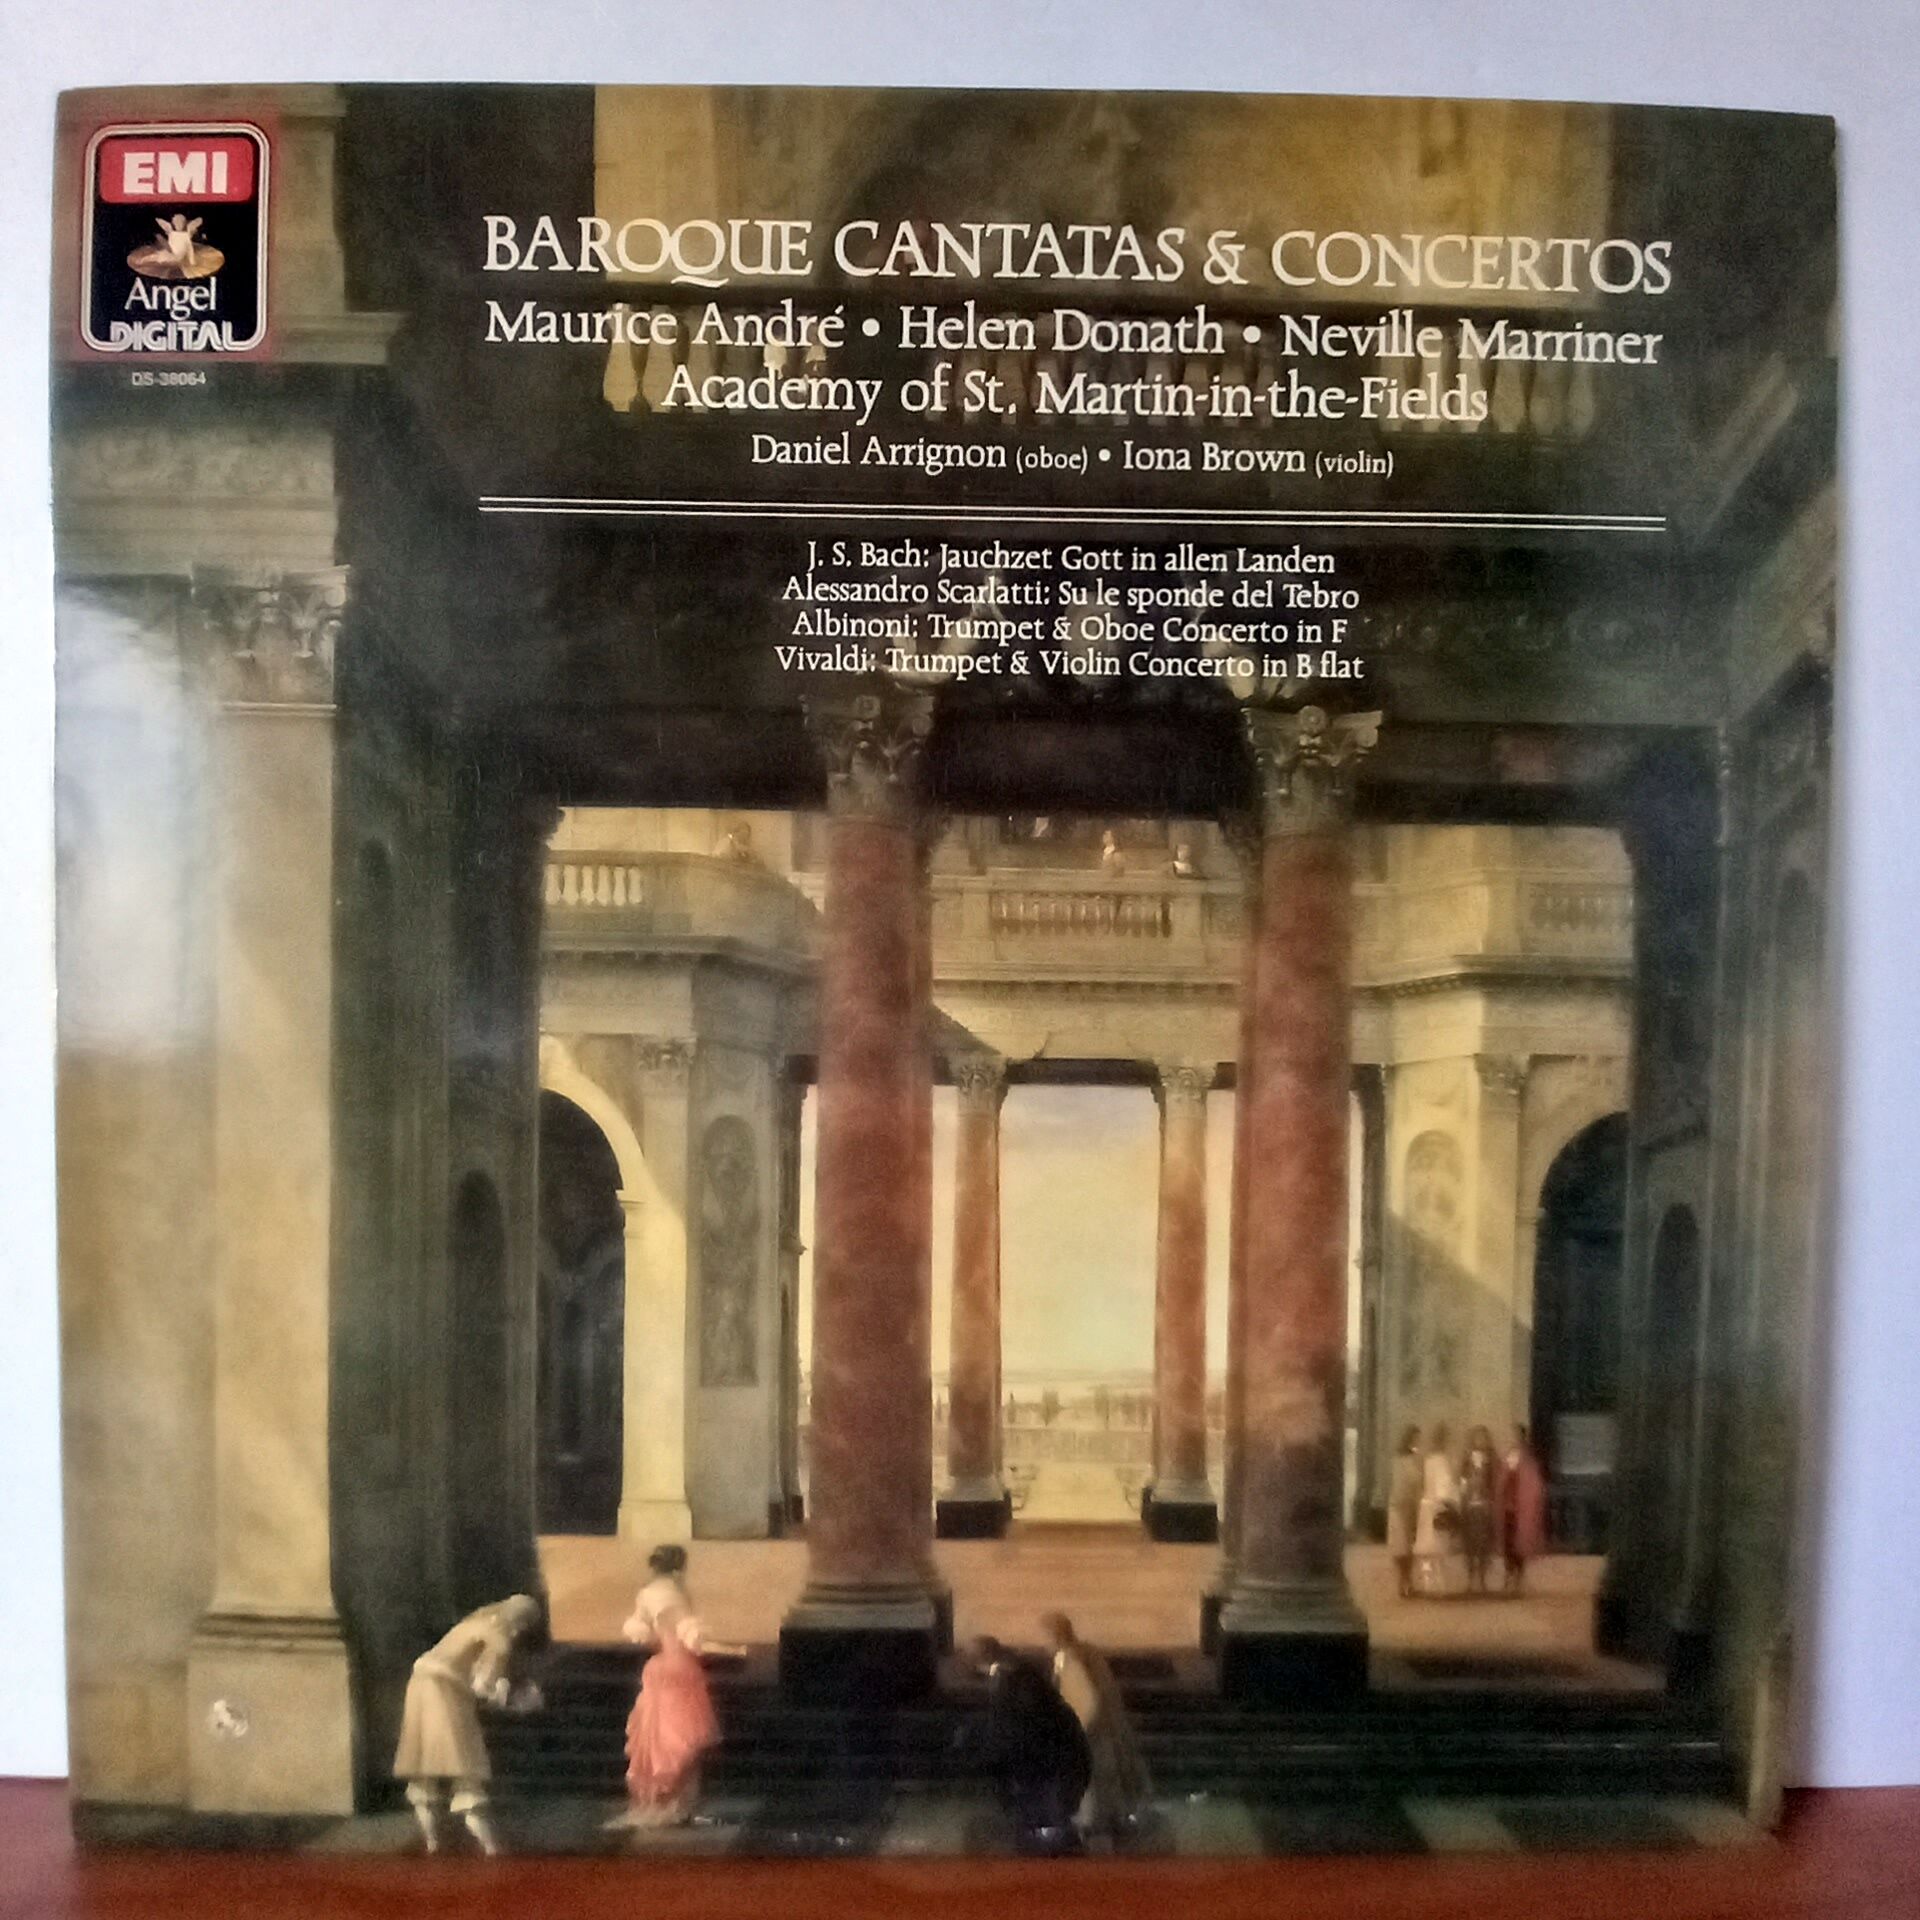 EMI
Angel
DIGITAL
DS-38064
BAROQUE CANTATAS & CONCERTOS
Maurice André • Helen Donath • Neville Marriner
Academy of St. Martin-in-the-Fields
Daniel Arrignon (oboe) • Iona Brown (violin)
J. S. Bach: Jauchzet Gott in allen Landen
Alessandro Scarlatti: Su le sponde del Tebro
Albinoni: Trumpet & Oboe Concerto in F
Vivaldi: Trumpet & Violin Concerto in B flat